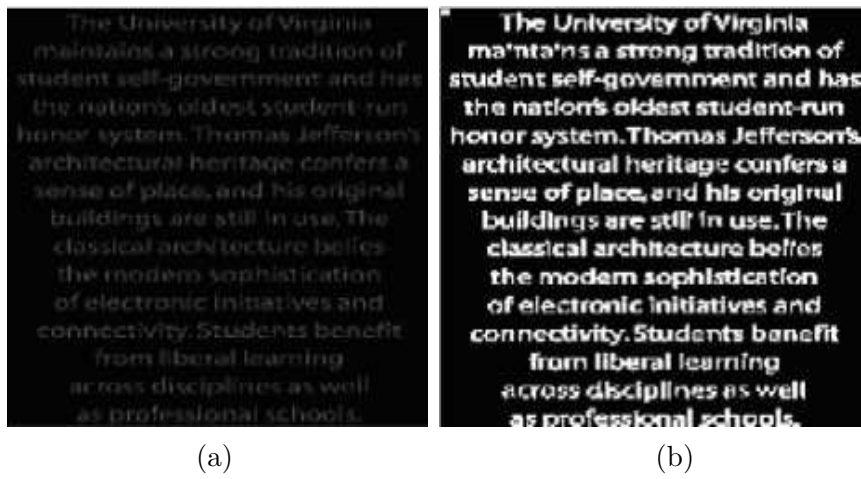 The University of Virginia
maintains a strong tradition of
student self-government and has
the nation's oldest student-run
honor system. Thomas Jefferson's
architectural heritage confers a
sense of place, and his original
buildings are still in use. The
classical architecture belies
the modern sophistication
of electronic initiatives and
connectivity. Students benefit
from liberal learning
across disciplines as well
as professional schools.
(a)
The University of Virginia
ma'nta'ns a strong tradition of
student self-government and has
the nation's oldest student-run
honor system. Thomas Jefferson's
architectural heritage confers a
sense of place, and his original
buildings are still in use. The
classical architecture belies
the modern sophistication
of electronic initiatives and
connectivity. Students benefit
from liberal learning
across disciplines as well
as professional schools.
(b)